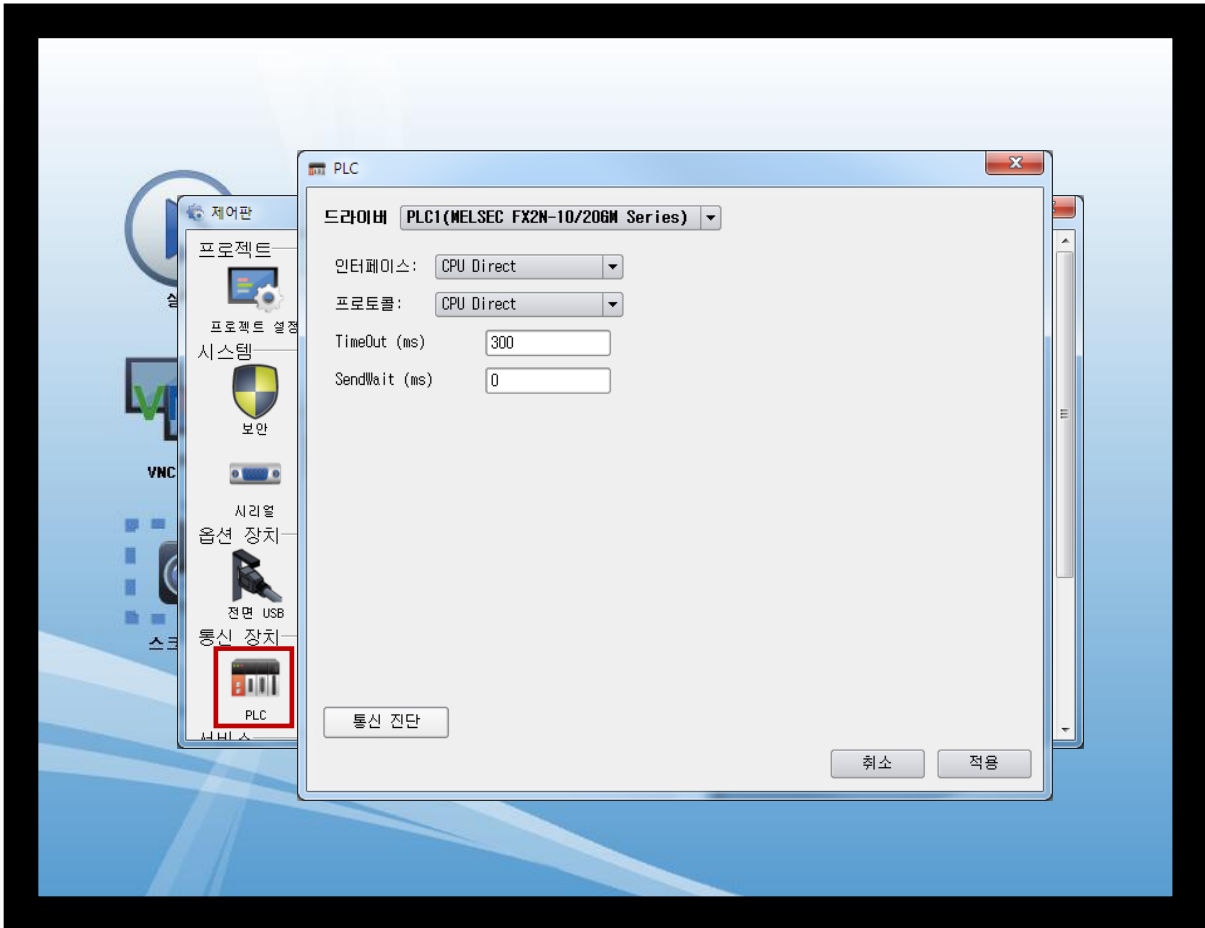 PLC
제어판
드라이버 PLC1(MELSEC FX2N-10/20GM Series)
프로젝트
인터페이스: CPU Direct
프로토콜: CPU Direct
프로젝트 설정
TimeOut (ms) 300
시스템
SendWait (ms) 0
보안
VNC
시리얼
옵션 장치
전면 USB
통신 장치
PLC
통신 진단
서비스
취소 적용